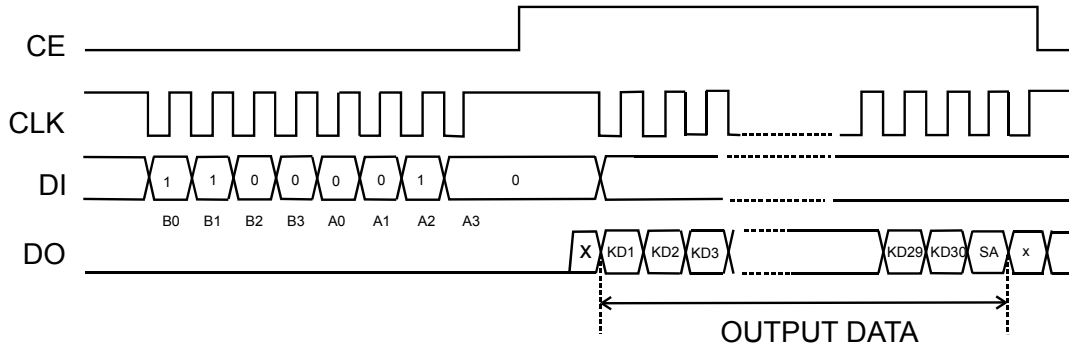 CE
CLK
DI
1 1 0 0 0 0 1 0
B0 B1 B2 B3 A0 A1 A2 A3
DO
X KD1 KD2 KD3 KD29 KD30 SA x
OUTPUT DATA